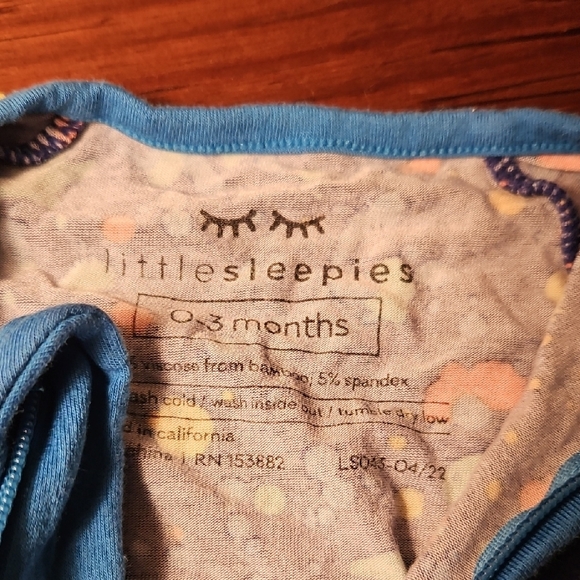 littlesleepies
0-3 months
% viscose from bamboo, 5% spandex
ash cold / wash inside out / tumble dry low
d in california
china | RN 153882 LS043-04/22